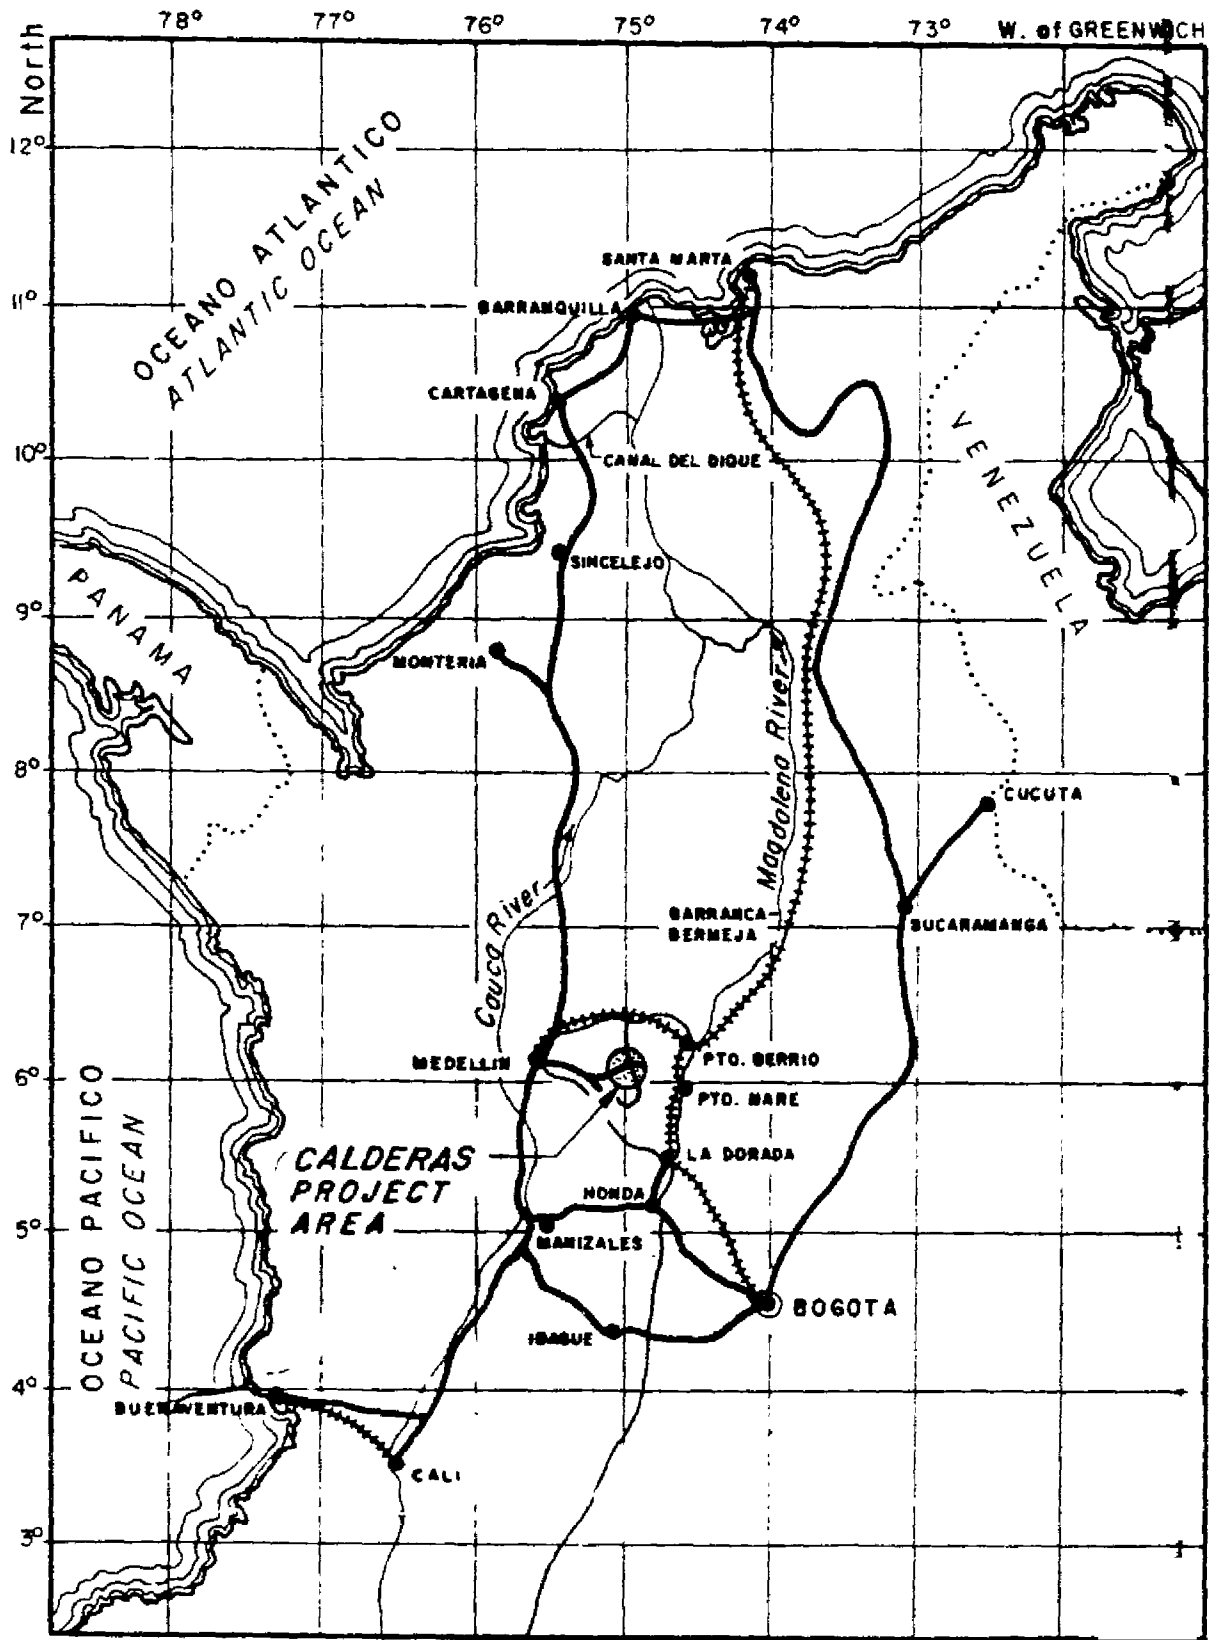 78° 77° 76° 75° 74° 73° W. of GREENWICH
North
12°
OCEANO ATLANTICO
ATLANTIC OCEAN
SANTA MARTA
11°
BARRANQUILLA
CARTAGENA
VENEZUELA
10°
CANAL DEL DIQUE
SINCELEJO
PANAMA
9°
MONTERIA
Magdalena River
8°
CUCUTA
Cauca River
7°
BARRANCA-
BERMEJA
BUCARAMANGA
MEDELLIN
PTO. BERRIO
6°
PTO. NARE
OCEANO PACIFICO
PACIFIC OCEAN
CALDERAS
PROJECT
AREA
LA DORADA
HONDA
5°
MANIZALES
BOGOTA
IBAGUE
4°
BUENAVENTURA
CALI
3°